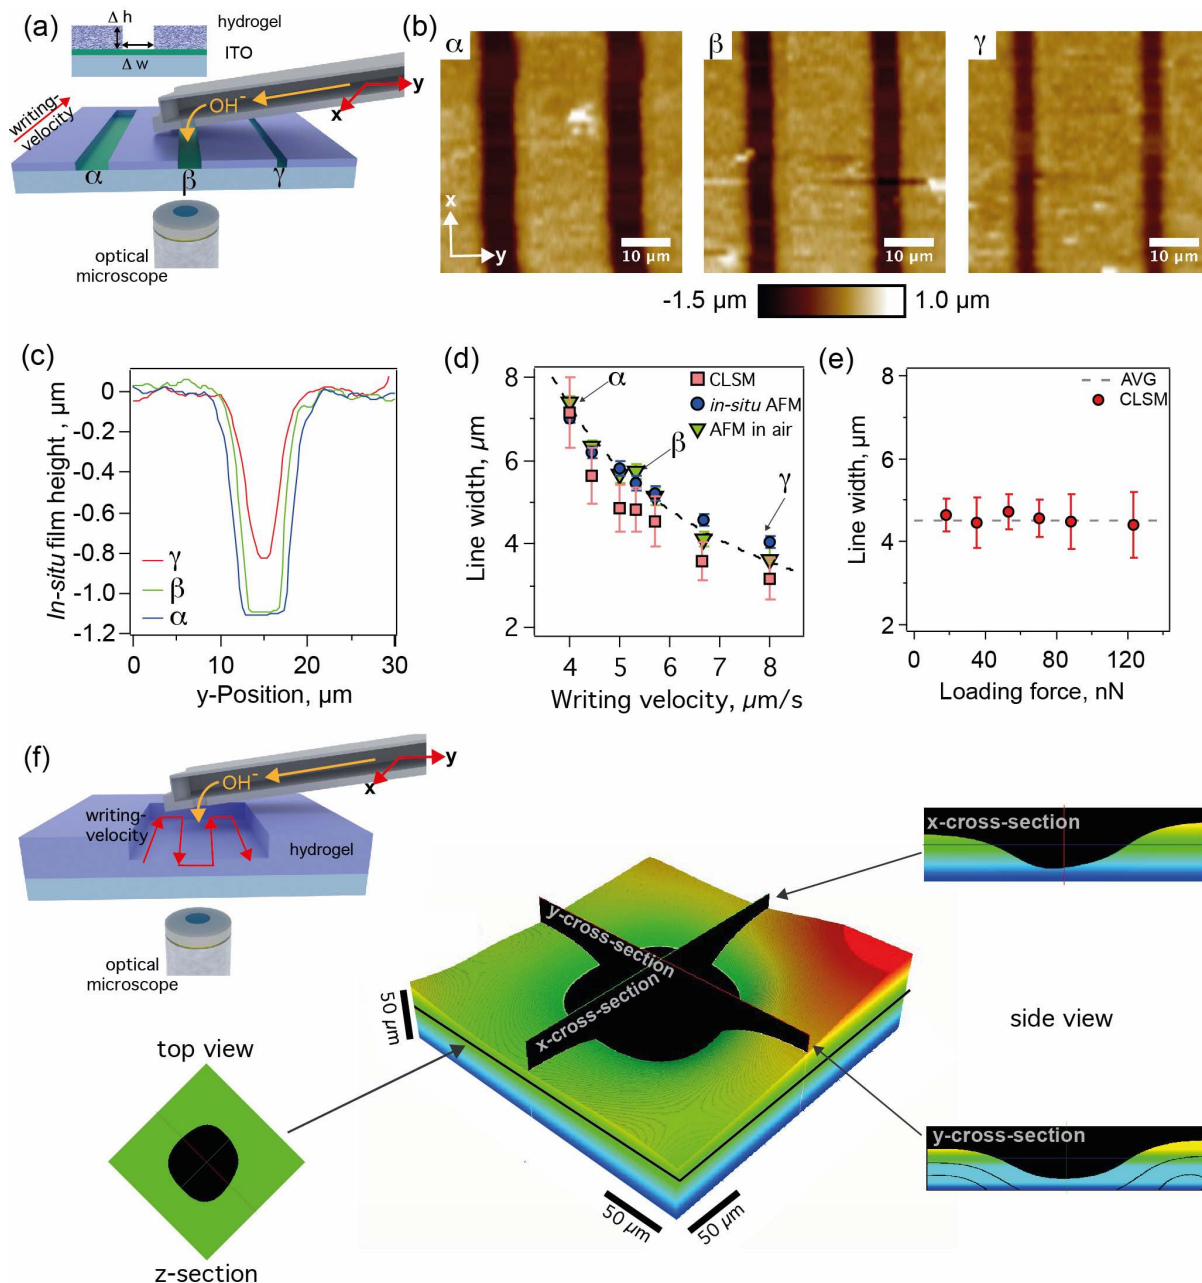 (a)
Δ h
hydrogel
ITO
Δ w
writing-
velocity
OH⁻
x
y
α
β
γ
optical
microscope
(b)
α
β
γ
x
y
10 µm
10 µm
10 µm
-1.5 µm
1.0 µm
(c)
In-situ film height , µm
0
-0.2
-0.4
-0.6
-0.8
-1.0
-1.2
γ
β
α
0
10
20
30
y-Position, µm
(d)
Line width, µm
8
6
4
2
α
β
γ
CLSM
in-situ AFM
AFM in air
4
5
6
7
8
Writing velocity, µm/s
(e)
Line width, µm
8
6
4
2
AVG
CLSM
0
40
80
120
Loading force, nN
(f)
OH⁻
x
y
writing-
velocity
hydrogel
optical
microscope
top view
z-section
50 µm
y-cross-section
x-cross-section
50 µm
50 µm
x-cross-section
side view
y-cross-section